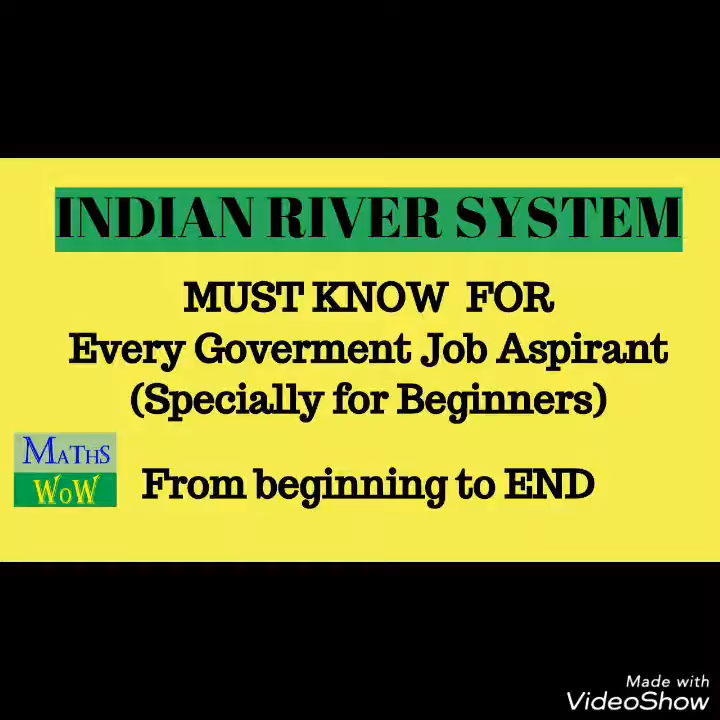 INDIAN RIVER SYSTEM
MUST KNOW FOR
Every Goverment Job Aspirant
(Specially for Beginners)
MATHS
WoW
From beginning to END
Made with
VideoShow